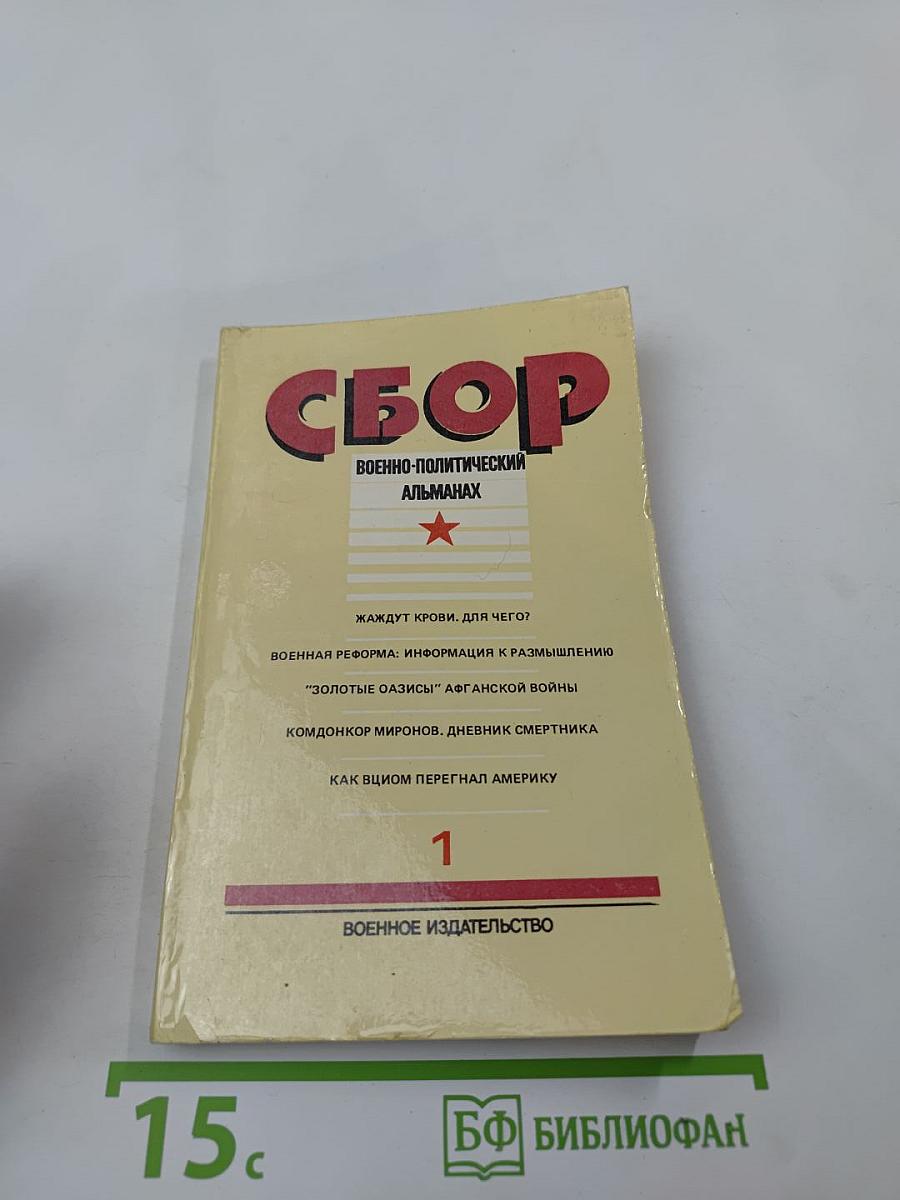 СБОР
ВОЕННО-ПОЛИТИЧЕСКИЙ
АЛЬМАНАХ
ЖАЖДУТ КРОВИ. ДЛЯ ЧЕГО?
ВОЕННАЯ РЕФОРМА: ИНФОРМАЦИЯ К РАЗМЫШЛЕНИЮ
"ЗОЛОТЫЕ ОАЗИСЫ" АФГАНСКОЙ ВОЙНЫ
КОМДОНКОР МИРОНОВ. ДНЕВНИК СМЕРТНИКА
КАК ВЦИОМ ПЕРЕГНАЛ АМЕРИКУ
1
ВОЕННОЕ ИЗДАТЕЛЬСТВО
15 с
БФ БИБЛИОФАН